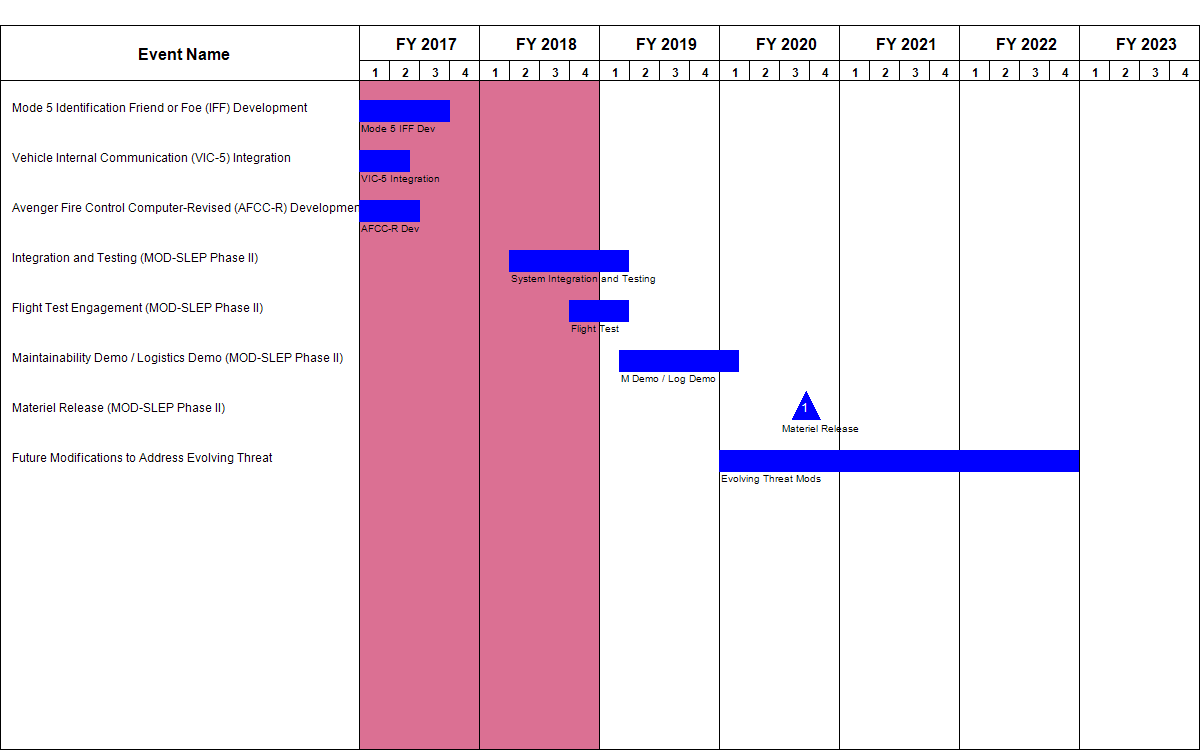 Event Name
FY 2017 FY 2018 FY 2019 FY 2020 FY 2021 FY 2022 FY 2023
1 2 3 4 1 2 3 4 1 2 3 4 1 2 3 4 1 2 3 4 1 2 3 4 1 2 3 4
Mode 5 Identification Friend or Foe (IFF) Development
Mode 5 IFF Dev
Vehicle Internal Communication (VIC-5) Integration
VIC-5 Integration
Avenger Fire Control Computer-Revised (AFCC-R) Developmen
AFCC-R Dev
Integration and Testing (MOD-SLEP Phase II)
System Integration and Testing
Flight Test Engagement (MOD-SLEP Phase II)
Flight Test
Maintainability Demo / Logistics Demo (MOD-SLEP Phase II)
M Demo / Log Demo
Materiel Release (MOD-SLEP Phase II)
1
Materiel Release
Future Modifications to Address Evolving Threat
Evolving Threat Mods